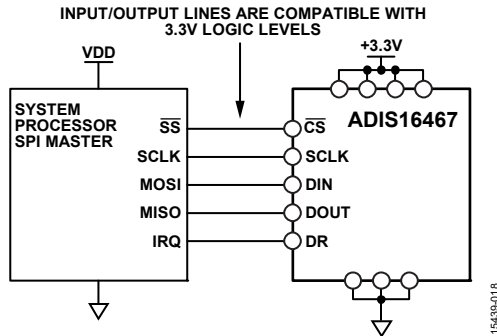 INPUT/OUTPUT LINES ARE COMPATIBLE WITH
3.3V LOGIC LEVELS
VDD
+3.3V
SYSTEM
PROCESSOR
SPI MASTER
ADIS16467
SS
CS
SCLK
SCLK
MOSI
DIN
MISO
DOUT
IRQ
DR
15439-018